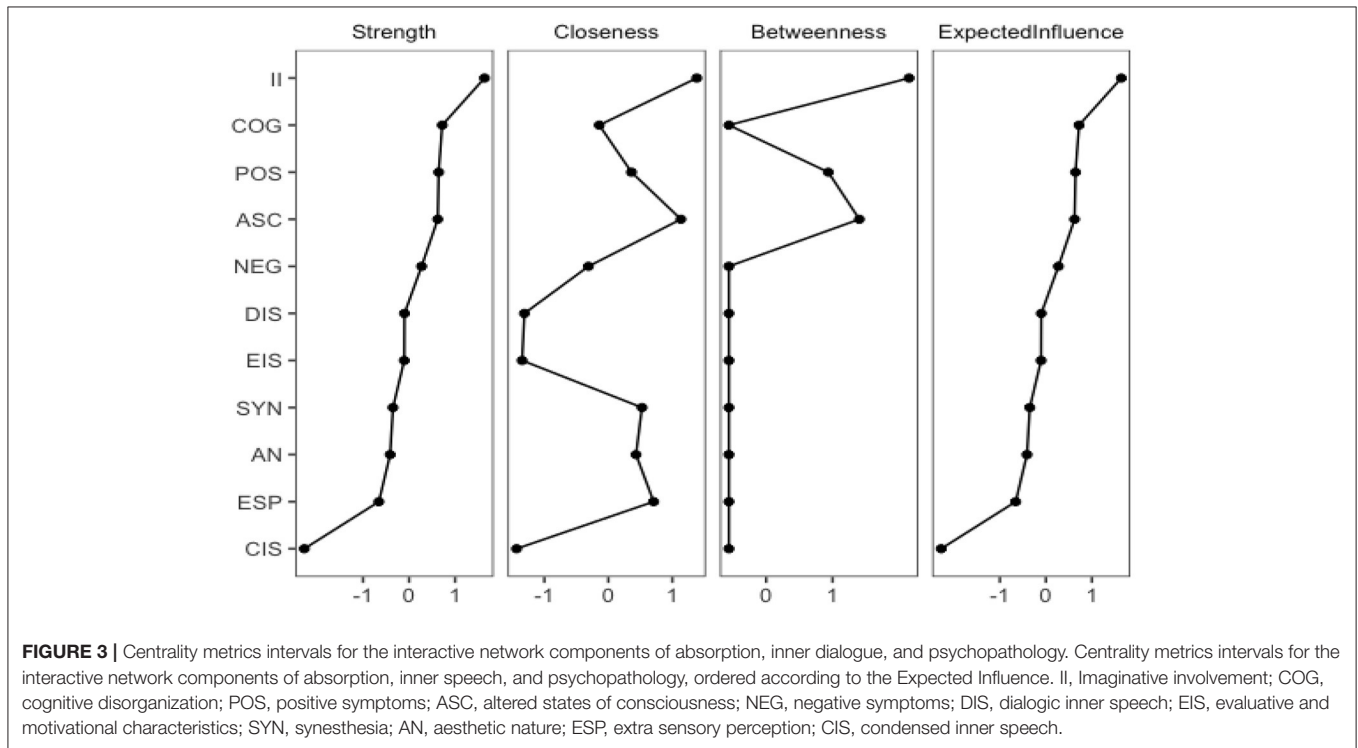 Strength Closeness Betweenness ExpectedInfluence
II
COG
POS
ASC
NEG
DIS
EIS
SYN
AN
ESP
CIS
-1 0 1 -1 0 1 0 1 -1 0 1
FIGURE 3 | Centrality metrics intervals for the interactive network components of absorption, inner dialogue, and psychopathology. Centrality metrics intervals for the
interactive network components of absorption, inner speech, and psychopathology, ordered according to the Expected Influence. II, Imaginative involvement; COG,
cognitive disorganization; POS, positive symptoms; ASC, altered states of consciousness; NEG, negative symptoms; DIS, dialogic inner speech; EIS, evaluative and
motivational characteristics; SYN, synesthesia; AN, aesthetic nature; ESP, extra sensory perception; CIS, condensed inner speech.